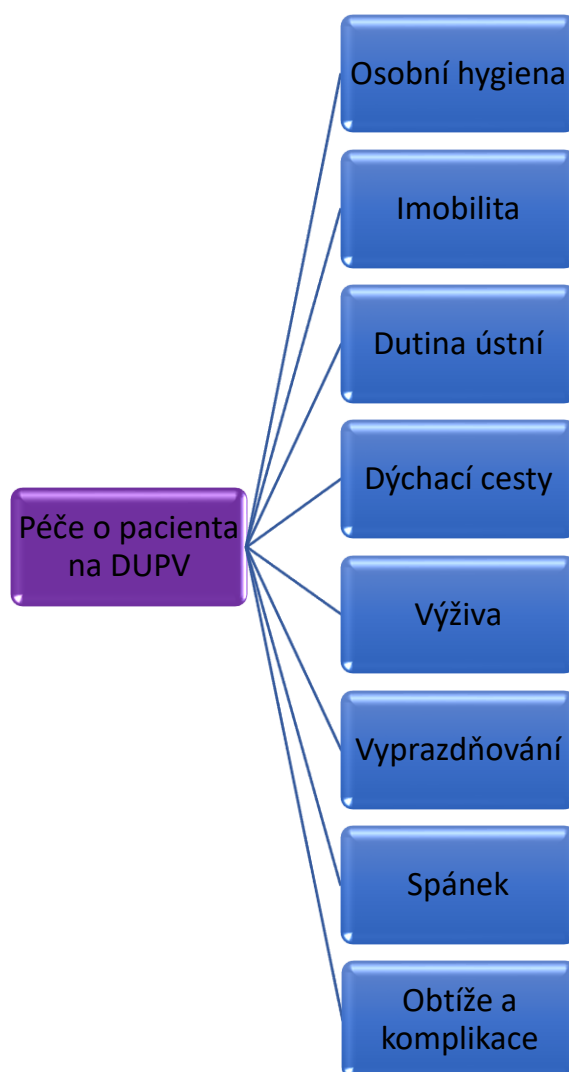 Osobní hygiena
Imobilita
Dutina ústní
Dýchací cesty
Péče o pacienta
na DUPV
Výživa
Vyprazdňování
Spánek
Obtíže a
komplikace